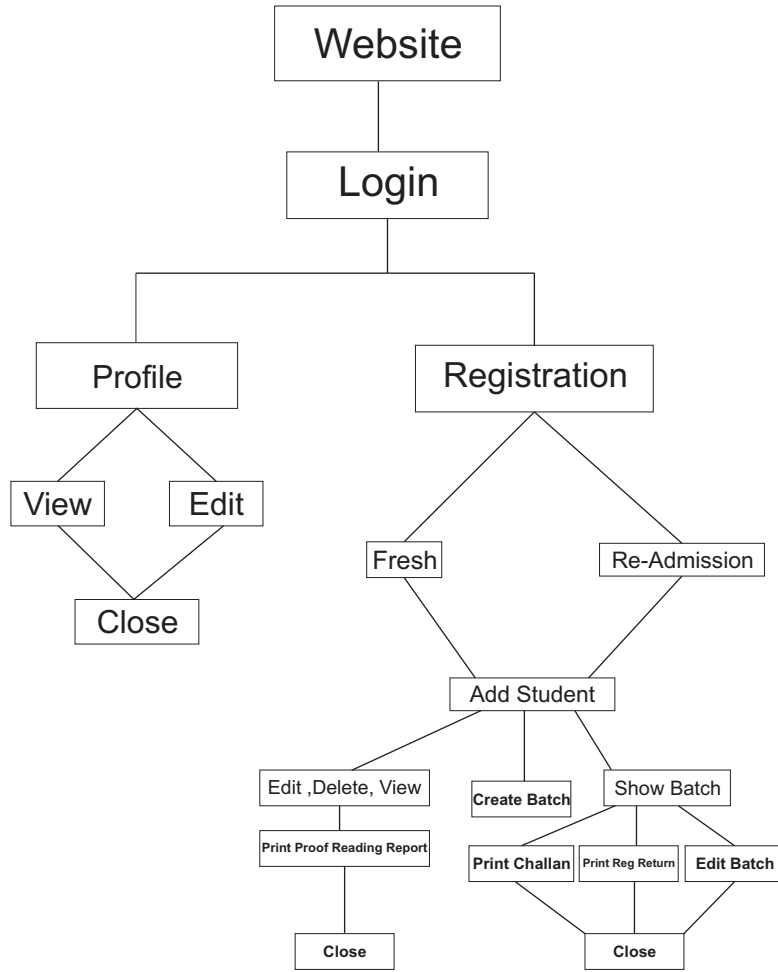 Website
Login
Profile
Registration
View
Edit
Fresh
Re-Admission
Close
Add Student
Edit ,Delete, View
Create Batch
Show Batch
Print Proof Reading Report
Print Challan
Print Reg Return
Edit Batch
Close
Close